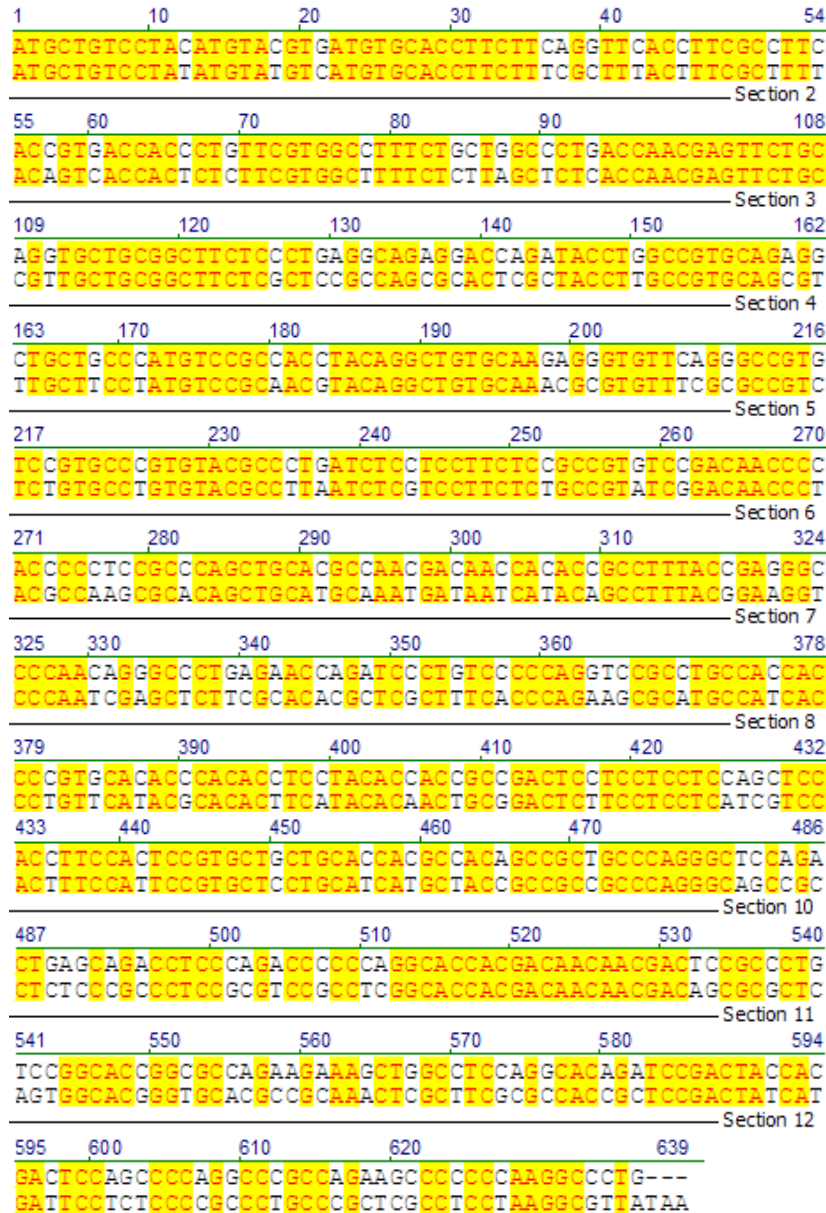 1 10 20 30 40 54
ATGCTGTCCTACATGTACGTGATGTGCACCTTCTTCAGGTTCACCTTCGCCTTC
ATGCTGTCCTATATGTATGTCATGTGCACCTTCTTTCGCTTTACTTTCGCTTTT
Section 2
55 60 70 80 90 108
ACCGTGACCACCCTGTTCGTGGCCTTTCTGCTGGCCCTGACCAACGAGTTCTGC
ACAGTCACCACTCTCTTCGTGGCTTTTCTCTTAGCTCTCACCAACGAGTTCTGC
Section 3
109 120 130 140 150 162
AGGTGCTGCGGCTTCTCCCTGAGGCAGAGGACCAGATACCTGGCCGTGCAGAGG
CGTTGCTGCGGCTTCTCGCTCCGCCAGCGCACTCGCTACCTTGCCGTGCAGCGT
Section 4
163 170 180 190 200 216
CTGCTGCCCATGTCCGCCACCTACAGGCTGTGCAAGAGGGTGTTCAGGGCCGTG
TTGCTTCCTATGTCCGCAACGTACAGGCTGTGCAAACGCGTGTTTCGCGCCGTC
Section 5
217 230 240 250 260 270
TCCGTGCCCGTGTACGCCCTGATCTCCTCCTTCTCCGCCGTGTCCGACAACCCC
TCTGTGCCTGTGTACGCCTTAATCTCGTCCTTCTCTGCCGTATCGGACAACCCT
Section 6
271 280 290 300 310 324
ACCCCCTCCGCCCAGCTGCACGCCAACGACAACCACACCGCCTTTACCGAGGGC
ACGCCAAGCGCACAGCTGCATGCAAATGATAATCATACAGCCTTTACGGAAGGT
Section 7
325 330 340 350 360 378
CCCAACAGGGCCCTGAGAACCAGATCCCTGTCCCCCAGGTCCGCCTGCCACCAC
CCCAATCGAGCTCTTCGCACACGCTCGCTTTCACCCAGAAGCGCATGCCATCAC
Section 8
379 390 400 410 420 432
CCCGTGCACACCCACACCTCCTACACCACCGCCGACTCCTCCTCCTCCAGCTCC
CCTGTTCATACGCACACTTCATACACAACTGCGGACTCTTCCTCCTCATCGTCC
433 440 450 460 470 486
ACCTTCCACTCCGTGCTGCTGCACCACGCCACAGCCGCTGCCCAGGGCTCCAGA
ACTTTCCATTCCGTGCTCCTGCATCATGCTACCGCCGCCGCCCAGGGCAGCCGC
Section 10
487 500 510 520 530 540
CTGAGCAGACCTCCCAGACCCCCCAGGCACCACGACAACAACGACTCCGCCCTG
CTCTCCCGCCCTCCGCGTCCGCCTCGGCACCACGACAACAACGACAGCGCGCTC
Section 11
541 550 560 570 580 594
TCCGGCACCGGCGCCAGAAGAAAGCTGGCCTCCAGGCACAGATCCGACTACCAC
AGTGGCACGGGTGCACGCCGCAAACTCGCTTCGCGCCACCGCTCCGACTATCAT
Section 12
595 600 610 620 639
GACTCCAGCCCCAGGCCCGCCAGAAGCCCCCCCAAGGCCCTG---
GATTCCTCTCCCCGCCCTGCCCGCTCGCCTCCTAAGGCGTTATAA